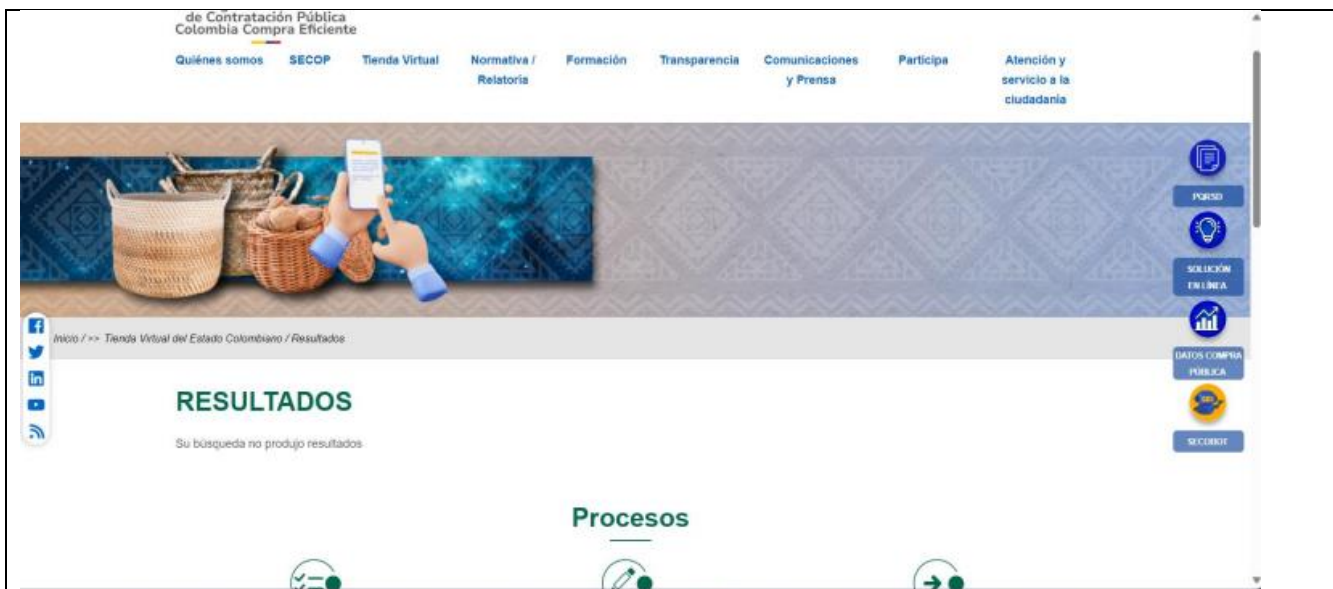 de Contratación Pública
Colombia Compra Eficiente
Quiénes somos SECOP Tienda Virtual Normativa / Formación Transparencia Comunicaciones Participa Atención y
Relatoría y Prensa servicio a la
ciudadanía
PQRSD
SOLUCIÓN
EN LÍNEA
Inicio / >> Tienda Virtual del Estado Colombiano / Resultados
DATOS COMPRA
PÚBLICA
RESULTADOS
Su búsqueda no produjo resultados
SECOBOT
Procesos